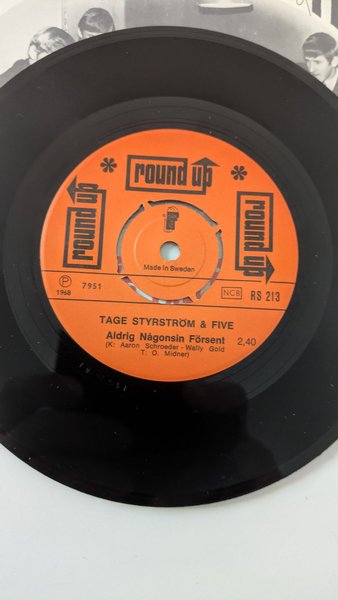 round up
round up
round up
Made in Sweden
Ⓟ 7951
1968
NCB RS 213
TAGE STYRSTRÖM & FIVE
Aldrig Någonsin Försent 2,40
(K: Aaron Schroeder - Wally Gold
T: O. Midner)